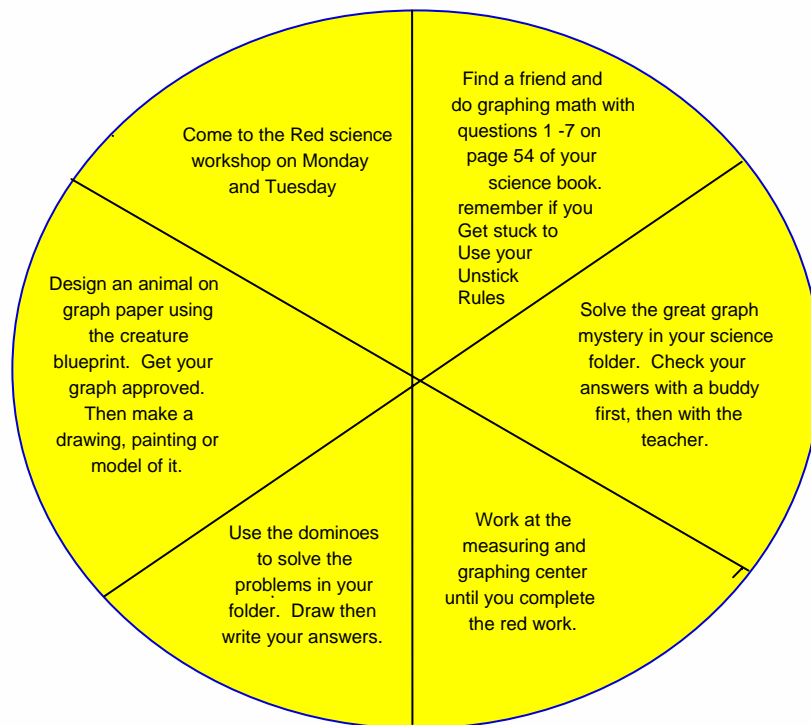 Come to the Red science
workshop on Monday
and Tuesday
Find a friend and
do graphing math with
questions 1 -7 on
page 54 of your
science book.
remember if you
Get stuck to
Use your
Unstick
Rules
Solve the great graph
mystery in your science
folder. Check your
answers with a buddy
first, then with the
teacher.
Work at the
measuring and
graphing center
until you complete
the red work.
Use the dominoes
to solve the
problems in your
folder. Draw then
write your answers.
Design an animal on
graph paper using
the creature
blueprint. Get your
graph approved.
Then make a
drawing, painting or
model of it.